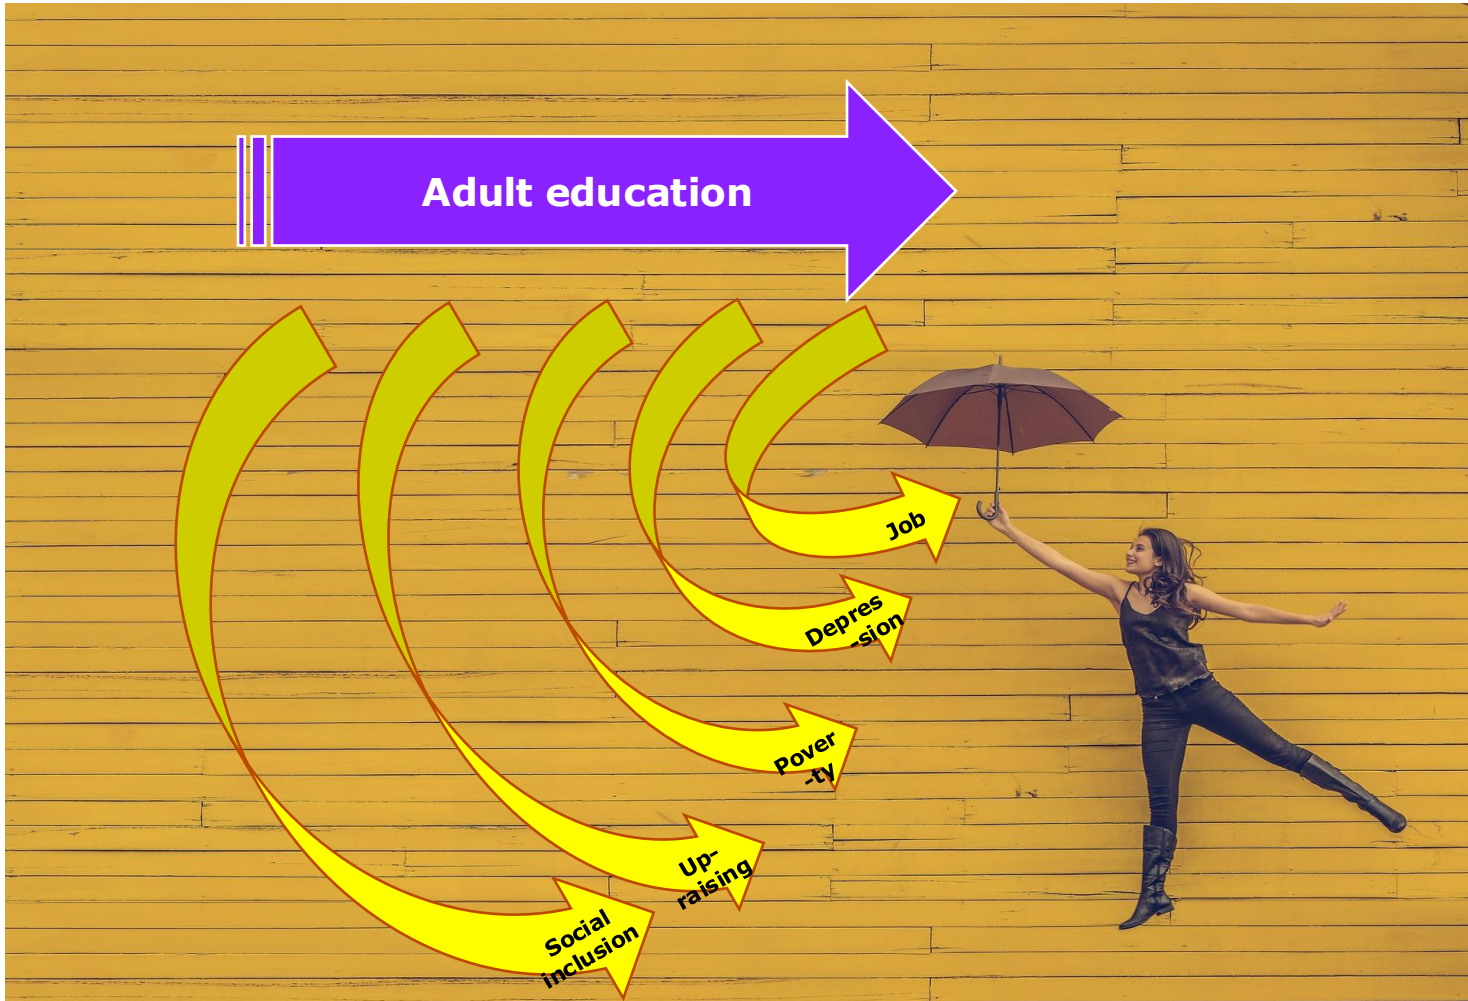 Adult education
Job
Depres
-sion
Pover
-ty
Up-
raising
Social
inclusion